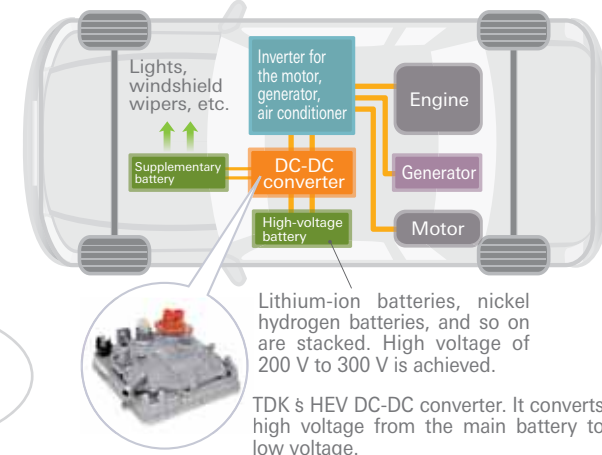 Lights,
windshield
wipers, etc.
Inverter for
the motor,
generator,
air conditioner
Engine
Supplementary
battery
DC-DC
converter
Generator
High-voltage
battery
Motor
Lithium-ion batteries, nickel
hydrogen batteries, and so on
are stacked. High voltage of
200 V to 300 V is achieved.
TDK's HEV DC-DC converter. It converts
high voltage from the main battery to
low voltage.